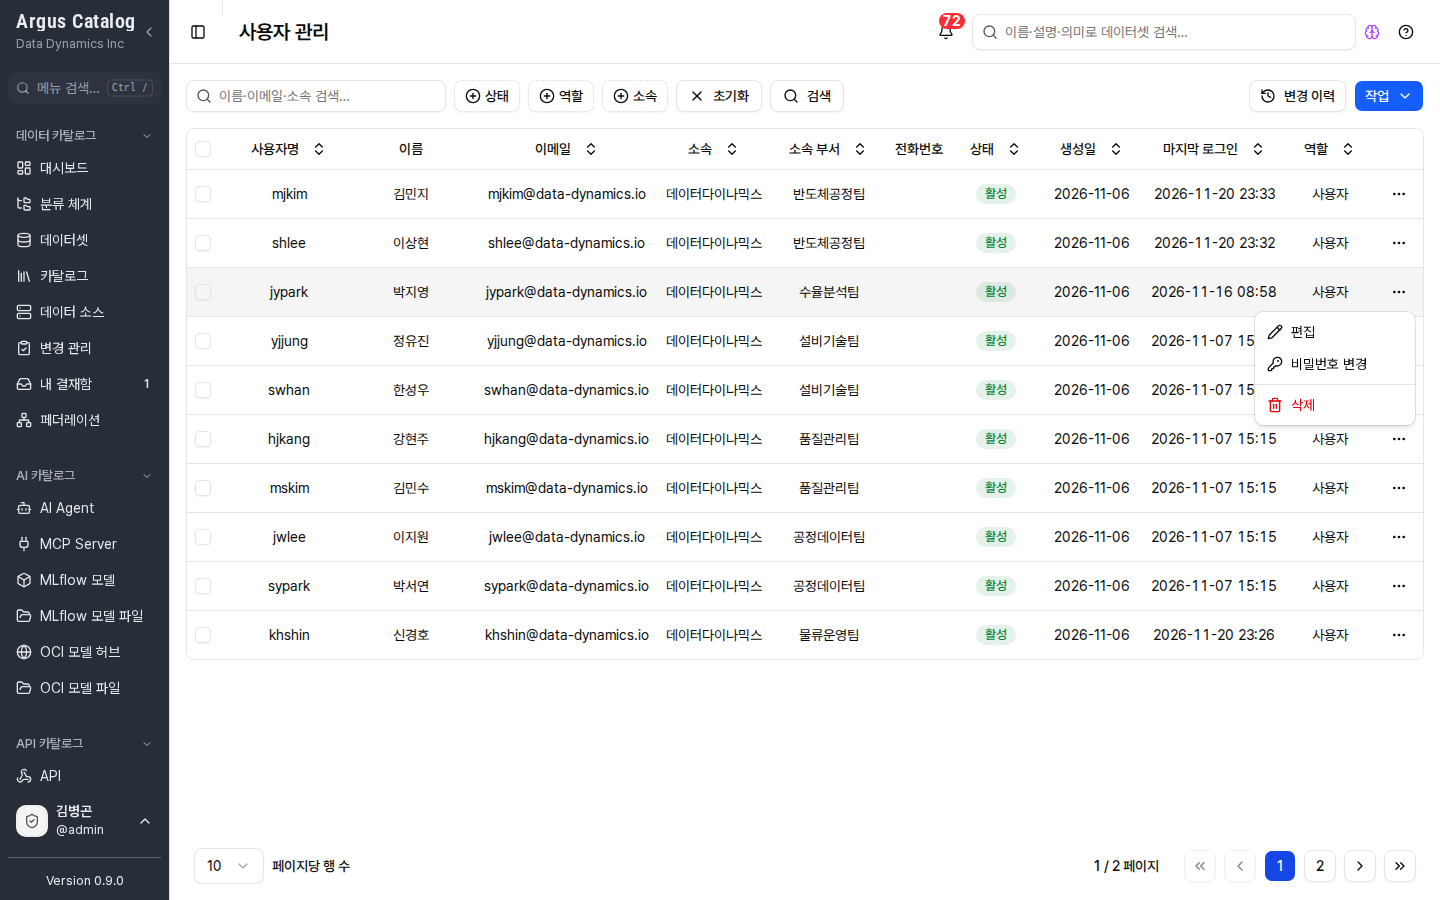 Argus Catalog
Data Dynamics Inc
메뉴 검색... Ctrl /
데이터 카탈로그
대시보드
분류 체계
데이터셋
카탈로그
데이터 소스
변경 관리
내 결재함 1
페더레이션
AI 카탈로그
AI Agent
MCP Server
MLflow 모델
MLflow 모델 파일
OCI 모델 허브
OCI 모델 파일
API 카탈로그
API
김병곤
@admin
Version 0.9.0
사용자 관리
72
이름·설명·의미로 데이터셋 검색...
이름·이메일·소속 검색... 상태 역할 소속 초기화 검색 변경 이력 작업
사용자명 이름 이메일 소속 소속 부서 전화번호 상태 생성일 마지막 로그인 역할
mjkim 김민지 mjkim@data-dynamics.io 데이터다이나믹스 반도체공정팀 활성 2026-11-06 2026-11-20 23:33 사용자
shlee 이상현 shlee@data-dynamics.io 데이터다이나믹스 반도체공정팀 활성 2026-11-06 2026-11-20 23:32 사용자
jypark 박지영 jypark@data-dynamics.io 데이터다이나믹스 수율분석팀 활성 2026-11-06 2026-11-16 08:58 사용자
yjjung 정유진 yjjung@data-dynamics.io 데이터다이나믹스 설비기술팀 활성 2026-11-06 2026-11-07 15
swhan 한성우 swhan@data-dynamics.io 데이터다이나믹스 설비기술팀 활성 2026-11-06 2026-11-07 15
hjkang 강현주 hjkang@data-dynamics.io 데이터다이나믹스 품질관리팀 활성 2026-11-06 2026-11-07 15:15 사용자
mskim 김민수 mskim@data-dynamics.io 데이터다이나믹스 품질관리팀 활성 2026-11-06 2026-11-07 15:15 사용자
jwlee 이지원 jwlee@data-dynamics.io 데이터다이나믹스 공정데이터팀 활성 2026-11-06 2026-11-07 15:15 사용자
sypark 박서연 sypark@data-dynamics.io 데이터다이나믹스 공정데이터팀 활성 2026-11-06 2026-11-07 15:15 사용자
khshin 신경호 khshin@data-dynamics.io 데이터다이나믹스 물류운영팀 활성 2026-11-06 2026-11-20 23:26 사용자
편집
비밀번호 변경
삭제
10 페이지당 행 수 1 / 2 페이지 1 2